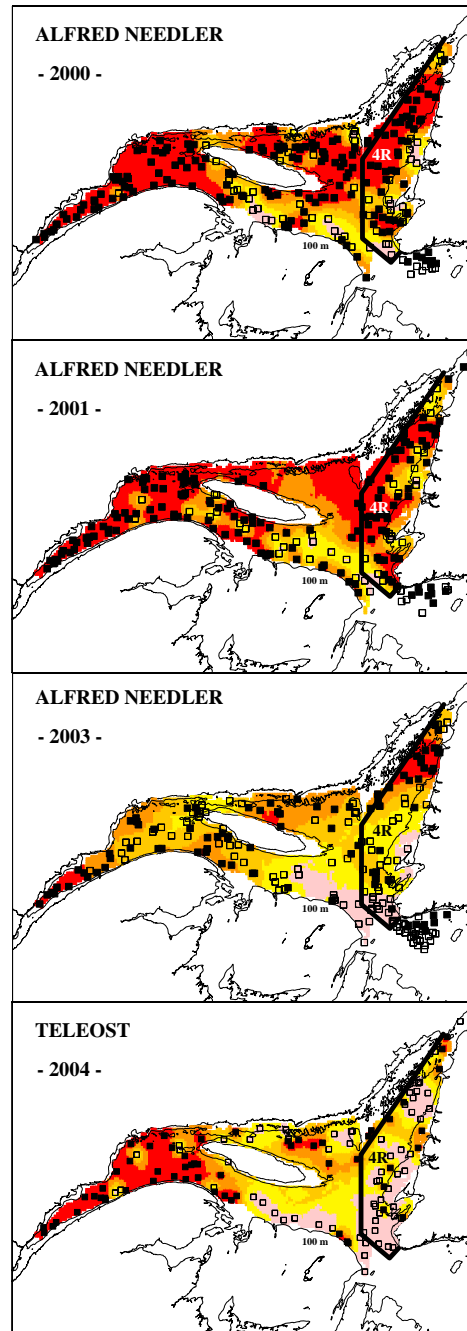 ALFRED NEEDLER
- 2000 -
4R
100 m
ALFRED NEEDLER
- 2001 -
4R
100 m
ALFRED NEEDLER
- 2003 -
4R
100 m
TELEOST
- 2004 -
4R
100 m